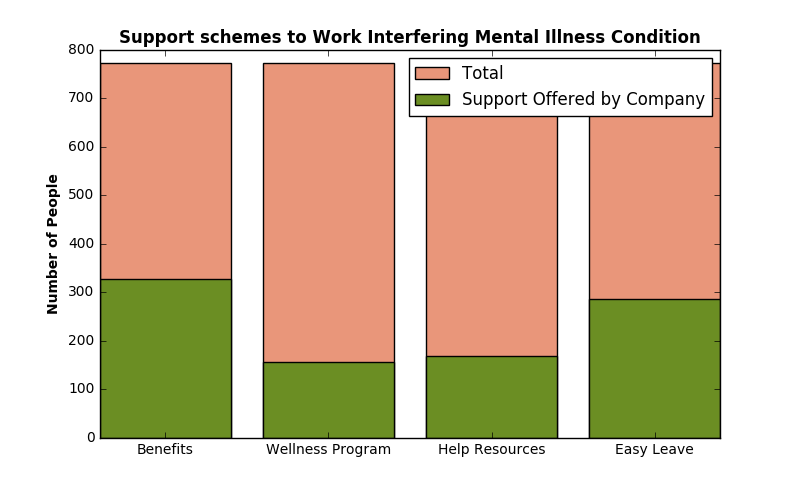 Support schemes to Work Interfering Mental Illness Condition
Total
Support Offered by Company
Number of People
800
700
600
500
400
300
200
100
0
Benefits
Wellness Program
Help Resources
Easy Leave